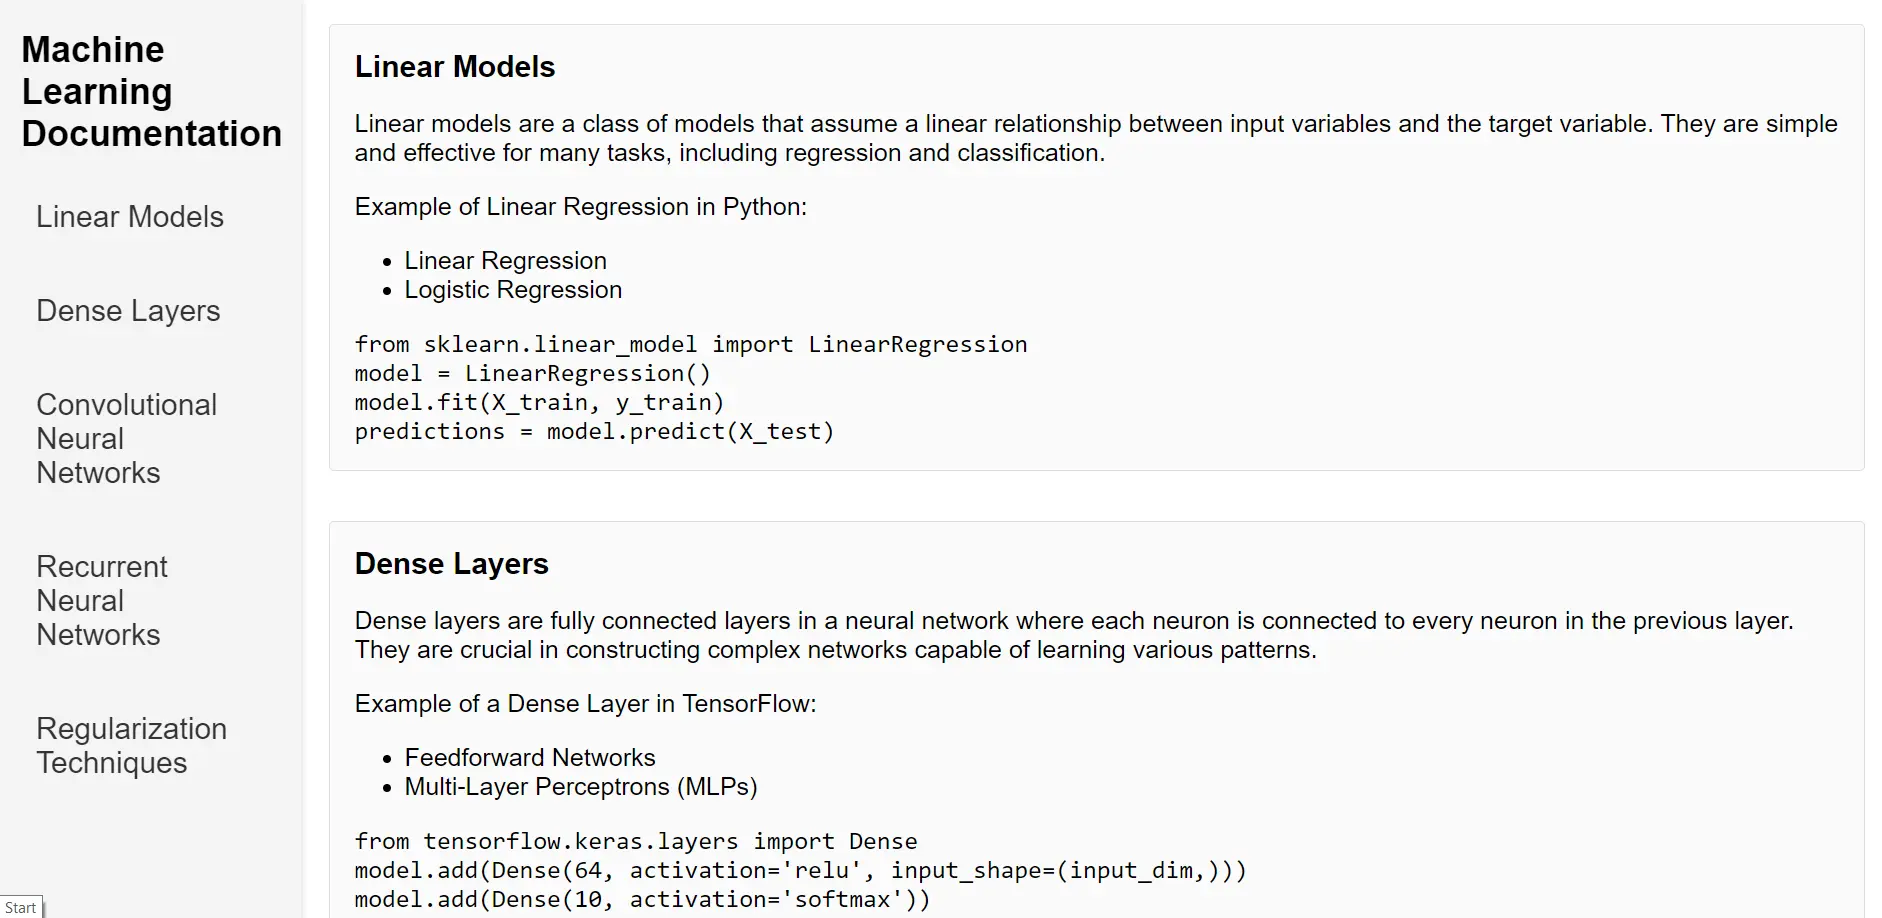 Machine
Learning
Documentation
Linear Models
Dense Layers
Convolutional
Neural
Networks
Recurrent
Neural
Networks
Regularization
Techniques
Start
Linear Models
Linear models are a class of models that assume a linear relationship between input variables and the target variable. They are simple
and effective for many tasks, including regression and classification.
Example of Linear Regression in Python:
• Linear Regression
• Logistic Regression
from sklearn.linear_model import LinearRegression
model = LinearRegression()
model.fit(X_train, y_train)
predictions = model.predict(X_test)
Dense Layers
Dense layers are fully connected layers in a neural network where each neuron is connected to every neuron in the previous layer.
They are crucial in constructing complex networks capable of learning various patterns.
Example of a Dense Layer in TensorFlow:
• Feedforward Networks
• Multi-Layer Perceptrons (MLPs)
from tensorflow.keras.layers import Dense
model.add(Dense(64, activation='relu', input_shape=(input_dim,)))
model.add(Dense(10, activation='softmax'))